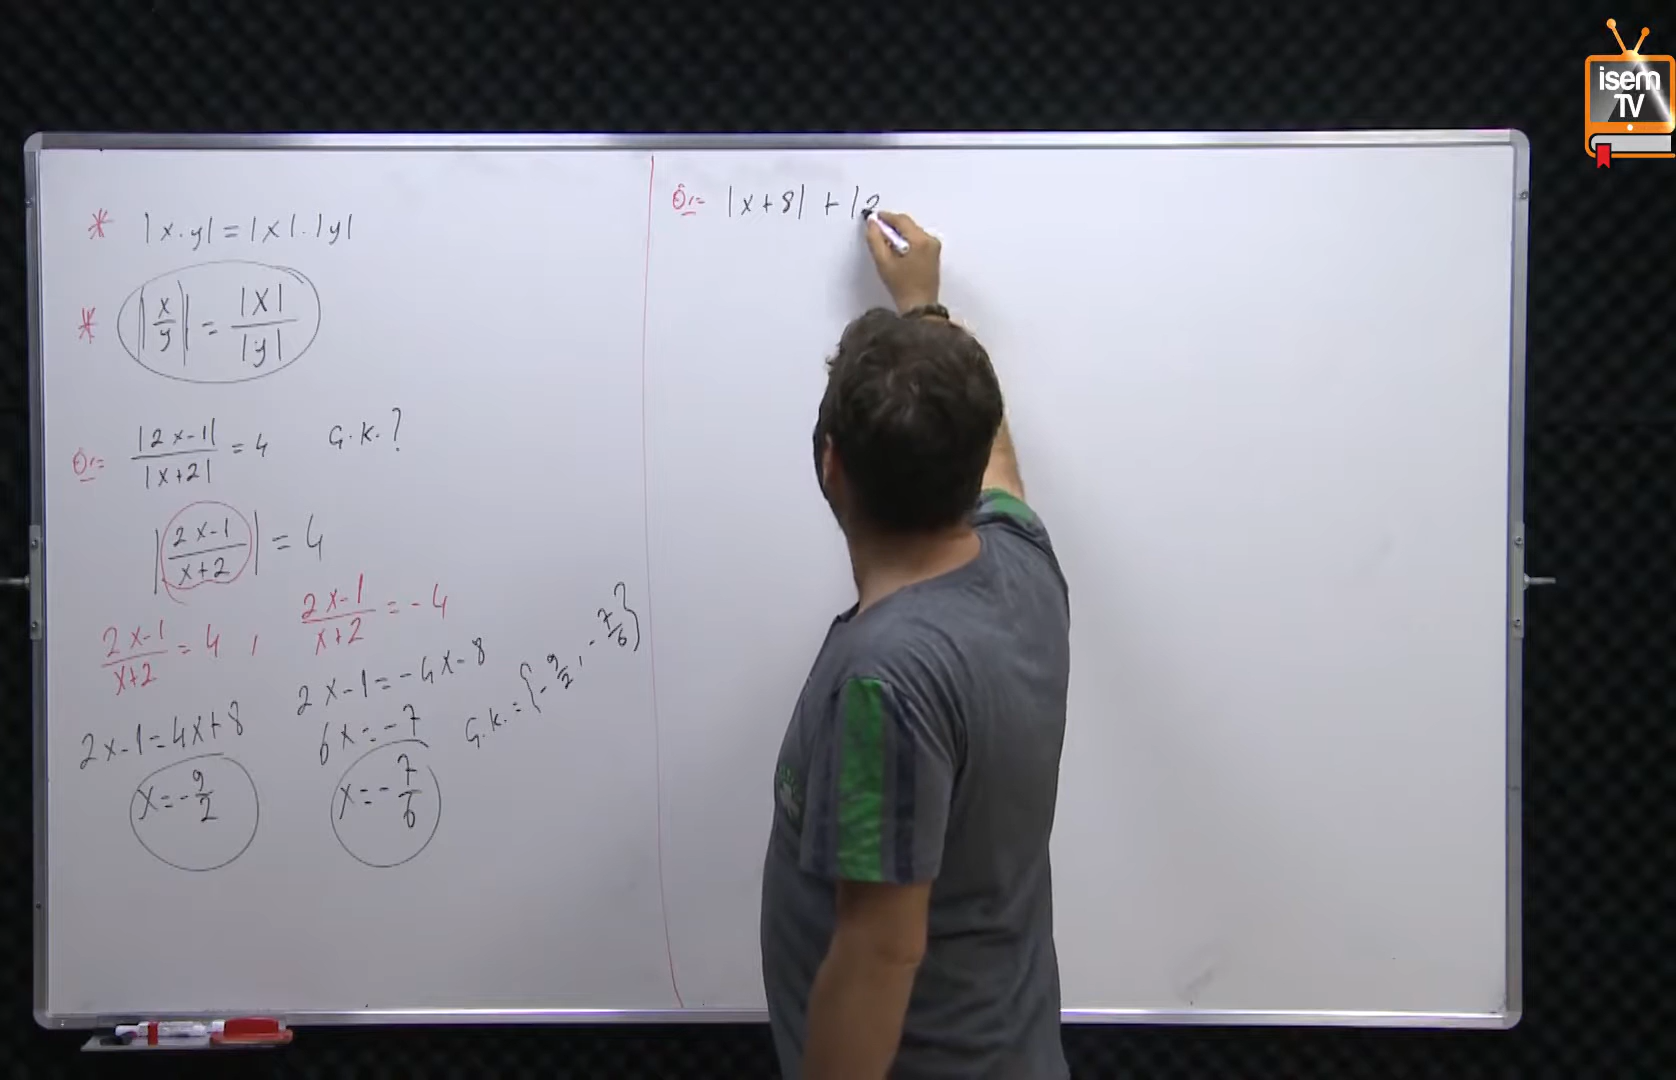 * |x.y| = |x|.|y|
* |x/y| = |x|/|y|
Ör= |2x-1|/|x+2| = 4 G.K.?
|2x-1/x+2| = 4
2x-1/x+2 = 4 , 2x-1/x+2 = -4
2x-1=4x+8 2x-1=-4x-8
6x=-7
x=-9/2 x=-7/6
G.K.={-9/2, -7/6}
Ör= |x+8| + |2
isem
TV